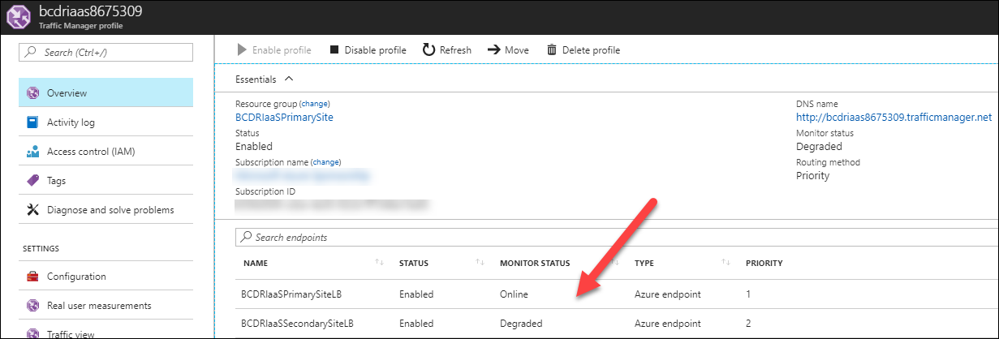 bcdriaas8675309
Traffic Manager profile
Search (Ctrl+/)
Overview
Activity log
Access control (IAM)
Tags
Diagnose and solve problems
SETTINGS
Configuration
Real user measurements
Traffic view
Enable profile Disable profile Refresh Move Delete profile
Essentials
Resource group (change)
BCDRIaaSPrimarySite
Status
Enabled
Subscription name (change)
Subscription ID
DNS name
http://bcdriaas8675309.trafficmanager.net
Monitor status
Degraded
Routing method
Priority
Search endpoints
NAME STATUS MONITOR STATUS TYPE PRIORITY
BCDRIaaSPrimarySiteLB Enabled Online Azure endpoint 1
BCDRIaaSSecondarySiteLB Enabled Degraded Azure endpoint 2